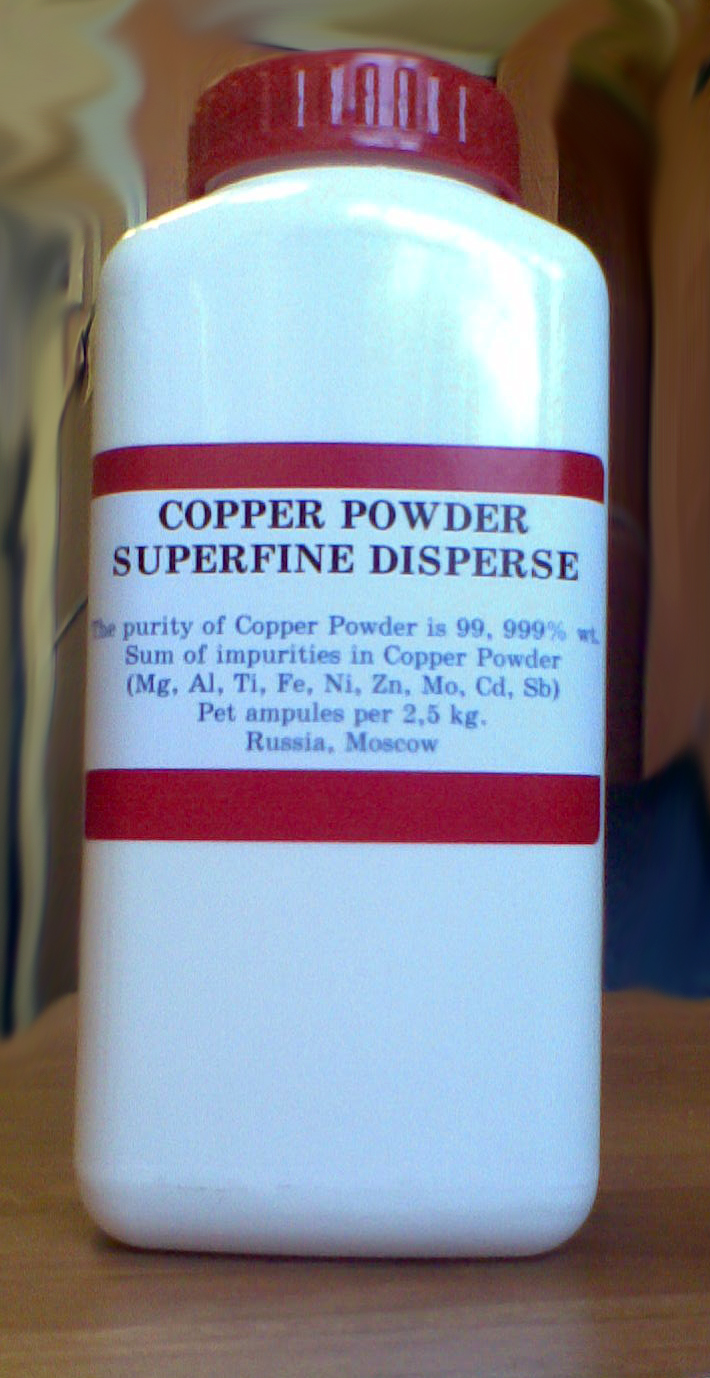 COPPER POWDER
SUPERFINE DISPERSE
The purity of Copper Powder is 99, 999% wt.
Sum of impurities in Copper Powder
(Mg, Al, Ti, Fe, Ni, Zn, Mo, Cd, Sb)
Pet ampules per 2,5 kg.
Russia, Moscow